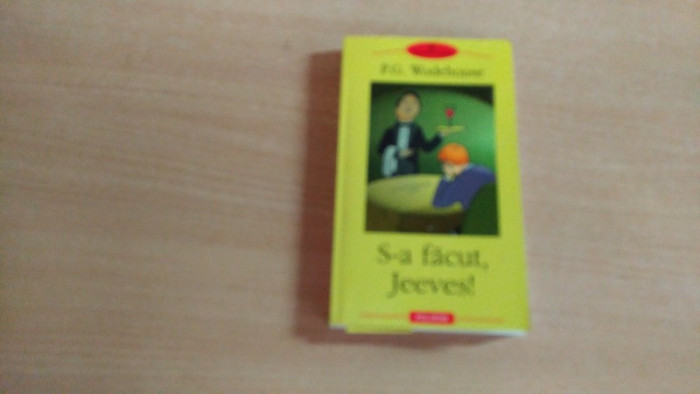 P.G. Wodehouse
S-a făcut,
Jeeves!